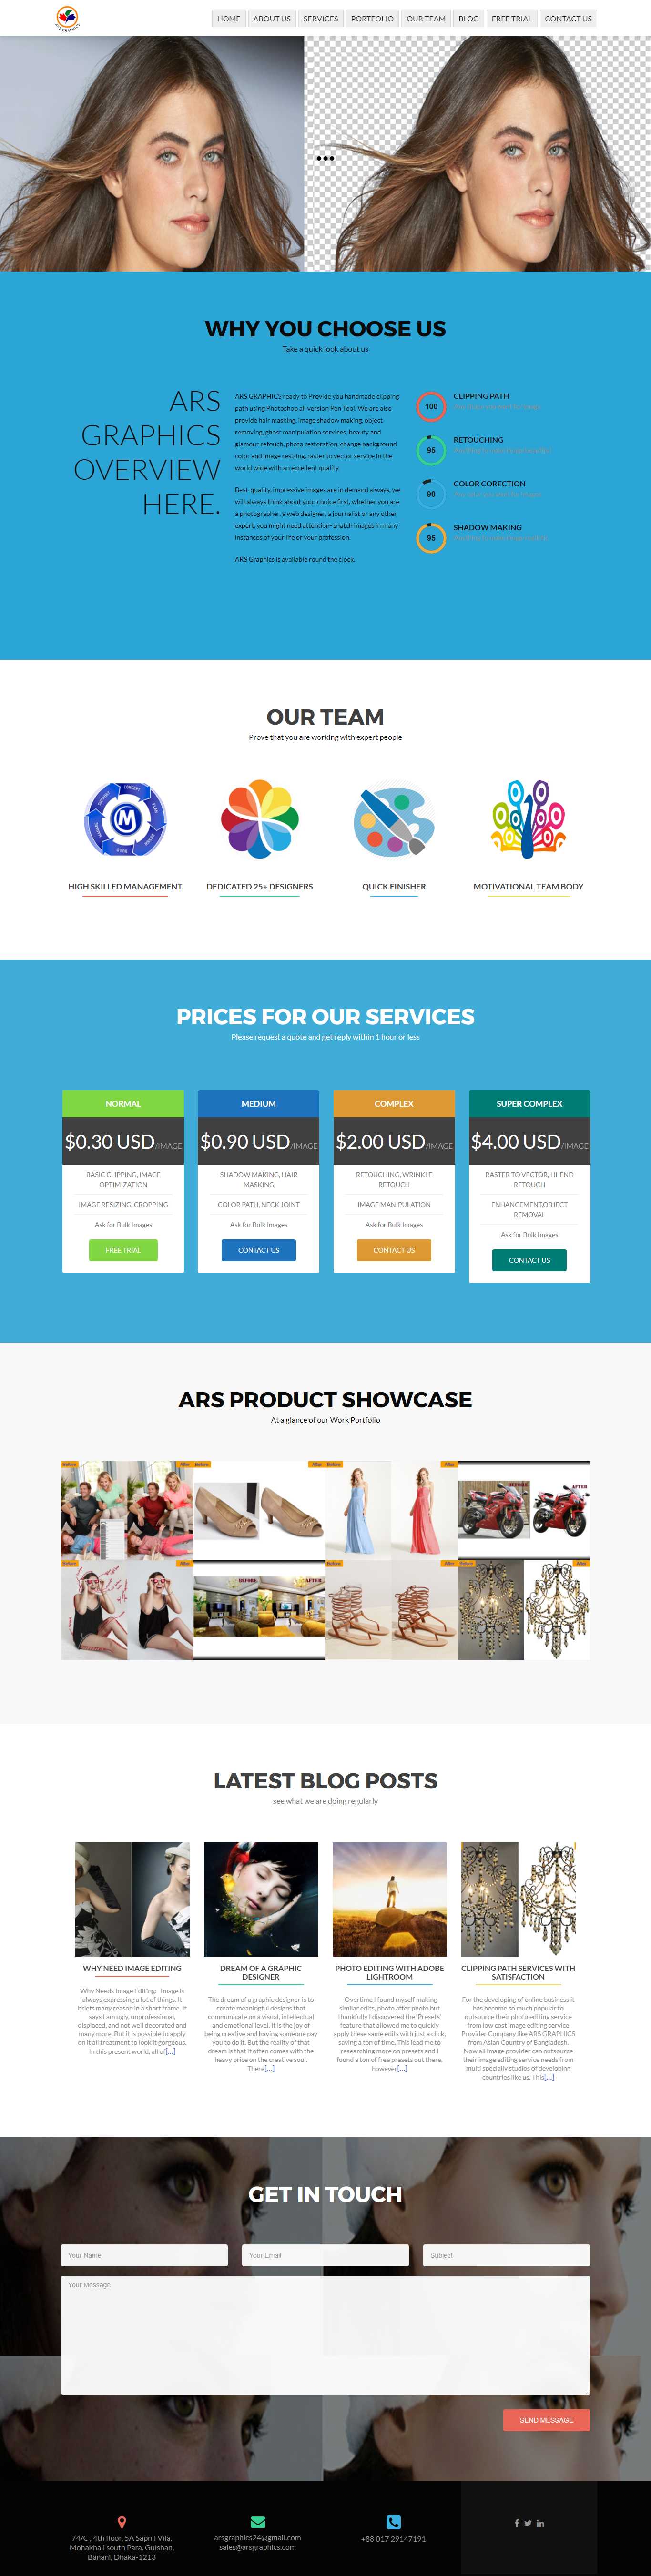 ARS GRAPHICS
HOME
ABOUT US
SERVICES
PORTFOLIO
OUR TEAM
BLOG
FREE TRIAL
CONTACT US
WHY YOU CHOOSE US
Take a quick look about us
ARS
GRAPHICS
OVERVIEW
HERE.
ARS GRAPHICS ready to Provide you handmade clipping
path using Photoshop all version Pen Tool. We are also
provide hair masking, image shadow making, object
removing, ghost manipulation services, beauty and
glamour retouch, photo restoration, change background
color and image resizing, raster to vector service in the
world wide with an excellent quality.
Best-quality, impressive images are in demand always, we
will always think about your choice first, whether you are
a photographer, a web designer, a journalist or any other
expert, you might need attention- snatch images in many
instances of your life or your profession.
ARS Graphics is available round the clock.
100
CLIPPING PATH
95
RETOUCHING
90
COLOR CORECTION
95
SHADOW MAKING
OUR TEAM
Prove that you are working with expert people
M
HIGH SKILLED MANAGEMENT
DEDICATED 25+ DESIGNERS
QUICK FINISHER
MOTIVATIONAL TEAM BODY
PRICES FOR OUR SERVICES
Please request a quote and get reply within 1 hour or less
NORMAL
$0.30 USD/IMAGE
BASIC CLIPPING, IMAGE
OPTIMIZATION
IMAGE RESIZING, CROPPING
Ask for Bulk Images
FREE TRIAL
MEDIUM
$0.90 USD/IMAGE
SHADOW MAKING, HAIR
MASKING
COLOR PATH, NECK JOINT
Ask for Bulk Images
CONTACT US
COMPLEX
$2.00 USD/IMAGE
RETOUCHING, WRINKLE
RETOUCH
IMAGE MANIPULATION
Ask for Bulk Images
CONTACT US
SUPER COMPLEX
$4.00 USD/IMAGE
RASTER TO VECTOR, HI-END
RETOUCH
ENHANCEMENT,OBJECT
REMOVAL
Ask for Bulk Images
CONTACT US
ARS PRODUCT SHOWCASE
At a glance of our Work Portfolio
Before
After
Before
After
Before
After
BEFORE
AFTER
Before
After
BEFORE
AFTER
Before
After
Before
After
LATEST BLOG POSTS
see what we are doing regularly
WHY NEED IMAGE EDITING
Why Needs Image Editing: Image is
always expressing a lot of things. It
briefs many reason in a short frame. It
says I am ugly, unprofessional,
displaced, and not well decorated and
many more. But it is possible to apply
on it all treatment to look it gorgeous.
In this present world, all of[...]
DREAM OF A GRAPHIC
DESIGNER
The dream of a graphic designer is to
create meaningful designs that
communicate on a visual, intellectual
and emotional level. It is the joy of
being creative and having someone pay
you to do it. But the reality of that
dream is that it often comes with the
heavy price on the creative soul.
There[...]
PHOTO EDITING WITH ADOBE
LIGHTROOM
Overtime I found myself making
similar edits, photo after photo but
thankfully I discovered the 'Presets'
feature that allowed me to quickly
apply these same edits with just a click,
saving a ton of time. This lead me to
researching more on presets and I
found a ton of free presets out there,
however[...]
CLIPPING PATH SERVICES WITH
SATISFACTION
For the developing of online business it
has become so much popular to
outsource their photo editing service
from low cost image editing service
Provider Company like ARS GRAPHICS
from Asian Country of Bangladesh.
Now all image provider can outsource
their image editing service needs from
multi specialty studios of developing
countries like us. This[...]
GET IN TOUCH
Your Name
Your Email
Subject
Your Message
SEND MESSAGE
74/C , 4th floor, 5A Sapnil Vila,
Mohakhali south Para. Gulshan,
Banani, Dhaka-1213
arsgraphics24@gmail.com
sales@arsgraphics.com
+88 017 29147191